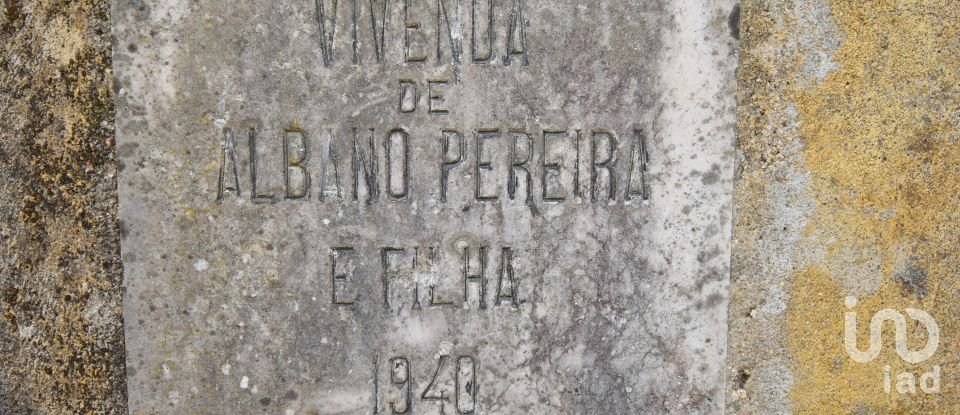 VIVENDA
DE
ALBANO PEREIRA
E FILHA
1940
iad